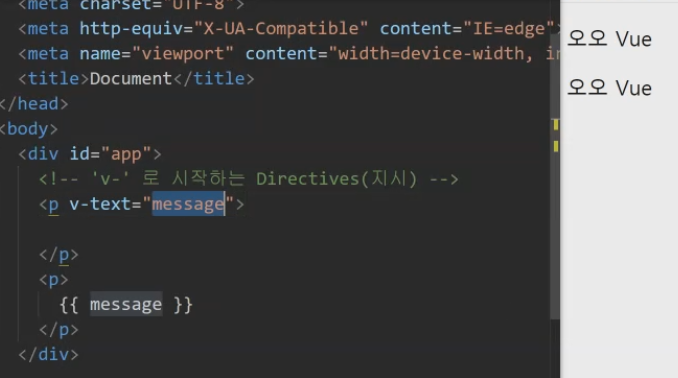 <meta charset="UTF-8">
<meta http-equiv="X-UA-Compatible" content="IE=edge"
<meta name="viewport" content="width=device-width, in
<title>Document</title>
</head>
<body>
<div id="app">
<!-- 'v-' 로 시작하는 Directives(지시) -->
<p v-text="message">
</p>
<p>
{{ message }}
</p>
</div>
오오 Vue
오오 Vue